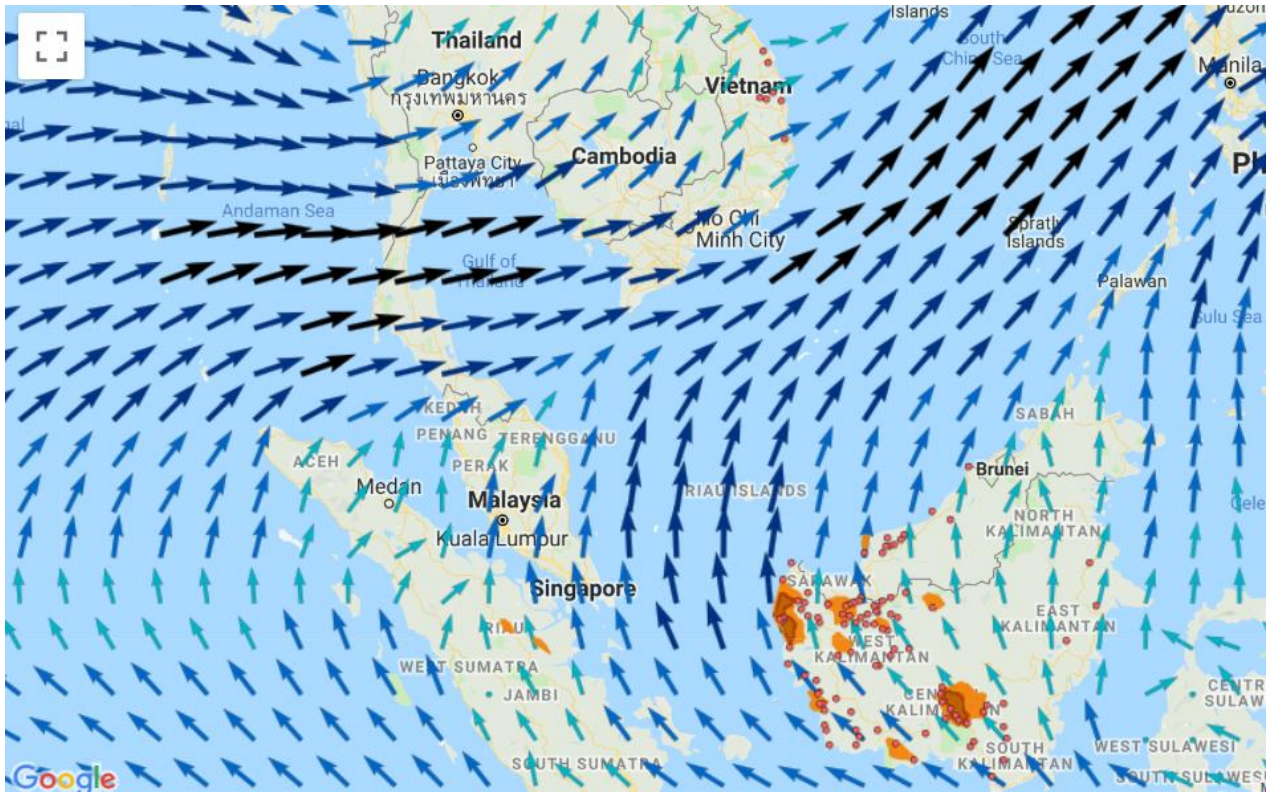 Islands
South
China Sea
Thailand
Bangkok
กรุงเทพมหานคร
Manila
Vietnam
Pattaya City
เมืองพัทยา
Cambodia
Ph
Andaman Sea
Ho Chi
Minh City
Spratly
Islands
Gulf of
Thailand
Palawan
Sulu Sea
KEDAH
PENANG
TERENGGANU
SABAH
ACEH
PERAK
Medan
Malaysia
RIAU ISLANDS
Brunei
Kuala Lumpur
NORTH
KALIMANTAN
Cele
Singapore
SARAWAK
EAST
KALIMANTAN
RIAU
WEST
KALIMANTAN
WEST SUMATRA
JAMBI
CENTR
SULAW
SOUTH
KALIMANTAN
WEST SULAWESI
SOUTH SUMATRA
Google